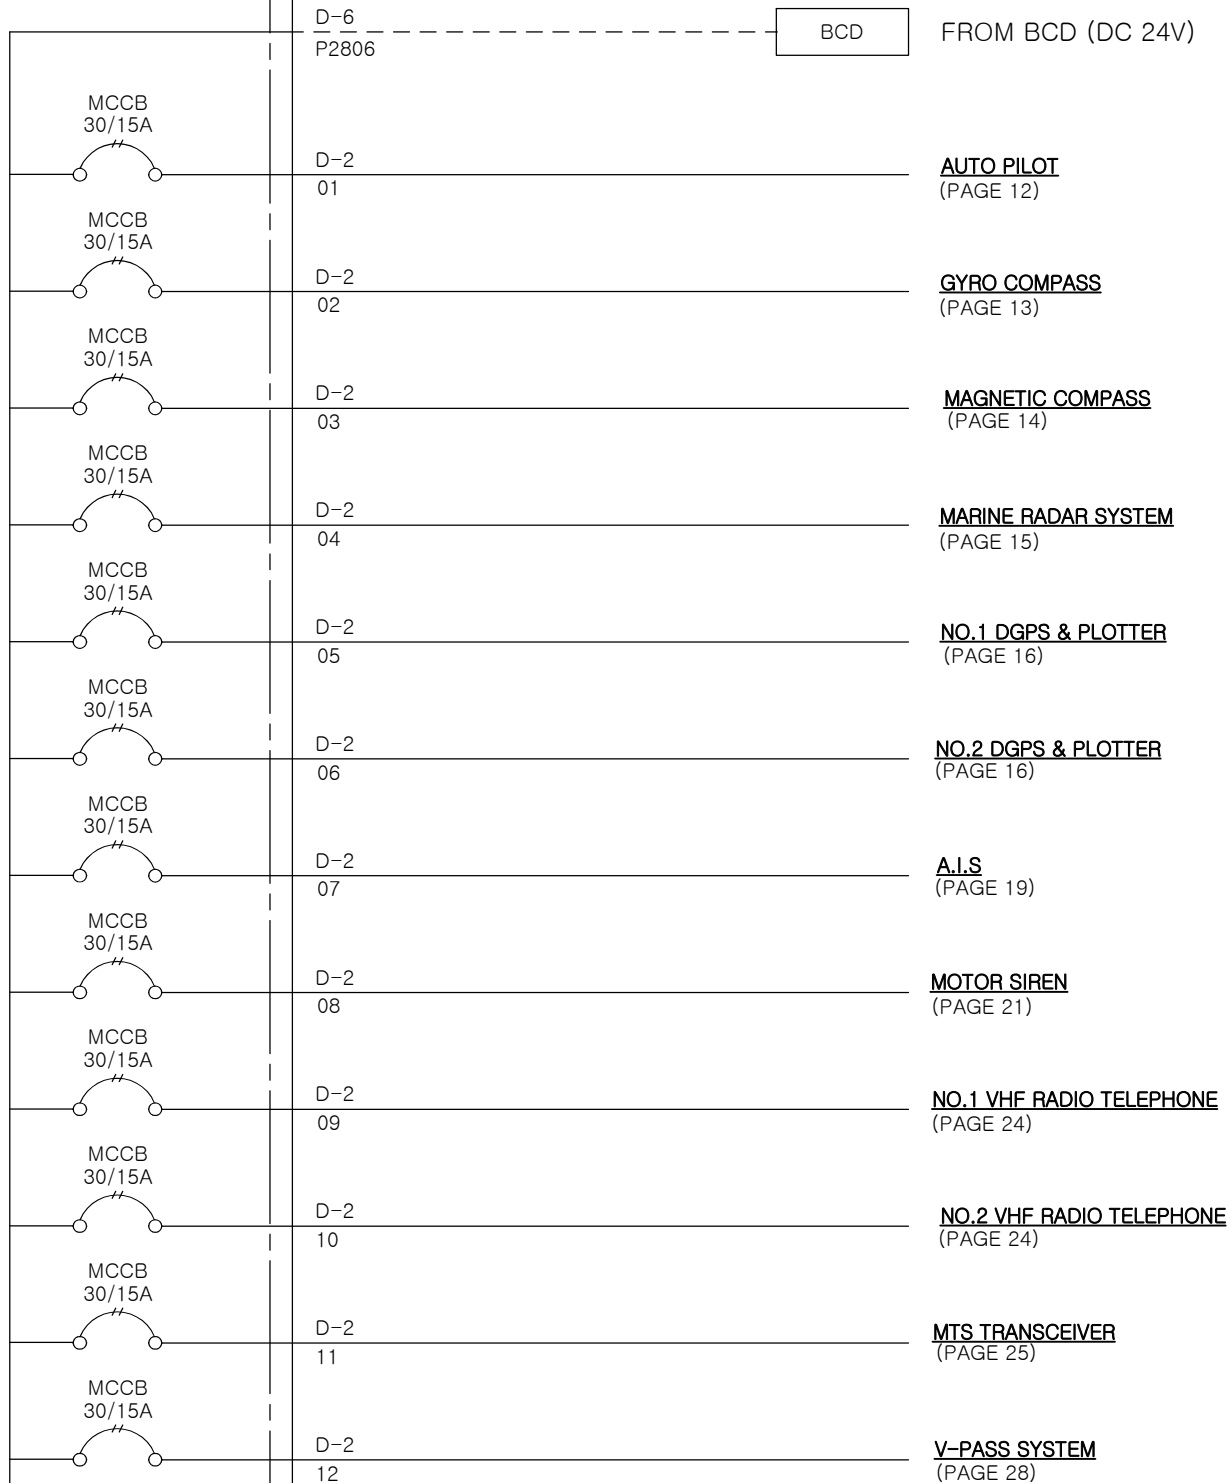 D-6
P2806
BCD
FROM BCD (DC 24V)
MCCB
30/15A
D-2
01
AUTO PILOT
(PAGE 12)
MCCB
30/15A
D-2
02
GYRO COMPASS
(PAGE 13)
MCCB
30/15A
D-2
03
MAGNETIC COMPASS
(PAGE 14)
MCCB
30/15A
D-2
04
MARINE RADAR SYSTEM
(PAGE 15)
MCCB
30/15A
D-2
05
NO.1 DGPS & PLOTTER
(PAGE 16)
MCCB
30/15A
D-2
06
NO.2 DGPS & PLOTTER
(PAGE 16)
MCCB
30/15A
D-2
07
A.I.S
(PAGE 19)
MCCB
30/15A
D-2
08
MOTOR SIREN
(PAGE 21)
MCCB
30/15A
D-2
09
NO.1 VHF RADIO TELEPHONE
(PAGE 24)
MCCB
30/15A
D-2
10
NO.2 VHF RADIO TELEPHONE
(PAGE 24)
MCCB
30/15A
D-2
11
MTS TRANSCEIVER
(PAGE 25)
MCCB
30/15A
D-2
12
V-PASS SYSTEM
(PAGE 28)